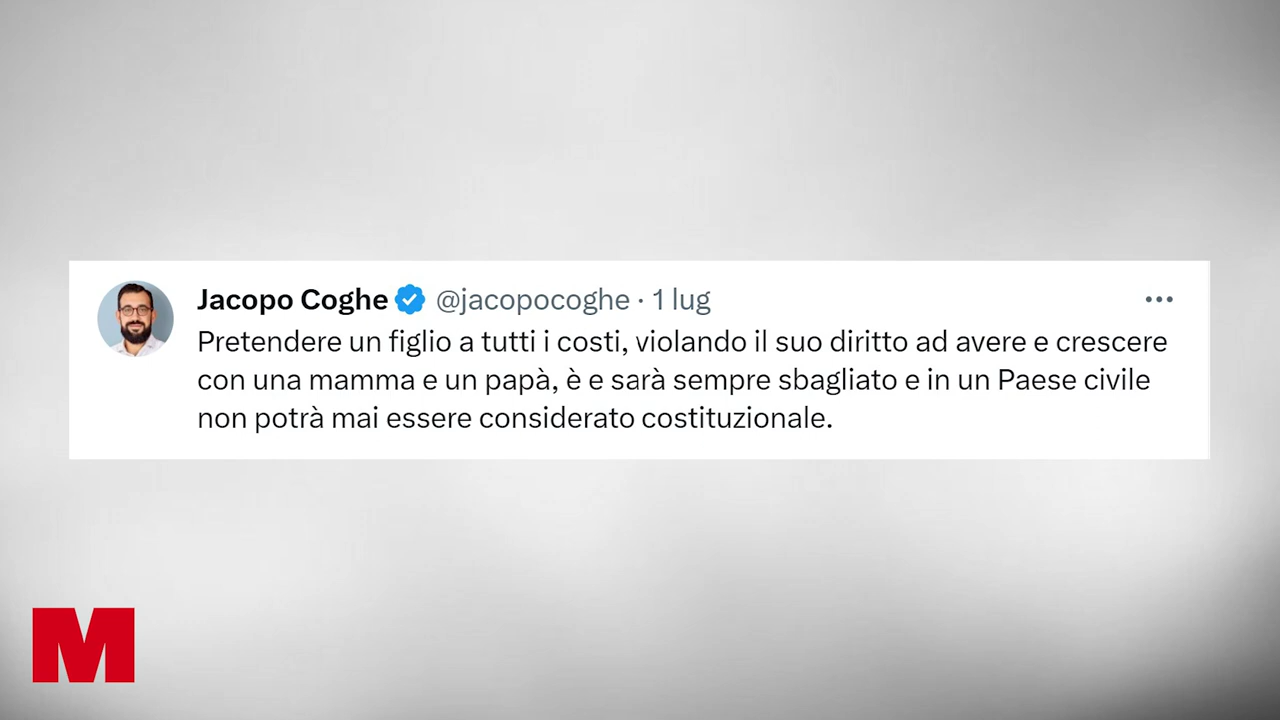 Jacopo Coghe @jacopocoghe · 1 lug
Pretendere un figlio a tutti i costi, violando il suo diritto ad avere e crescere
con una mamma e un papà, è e sarà sempre sbagliato e in un Paese civile
non potrà mai essere considerato costituzionale.
M